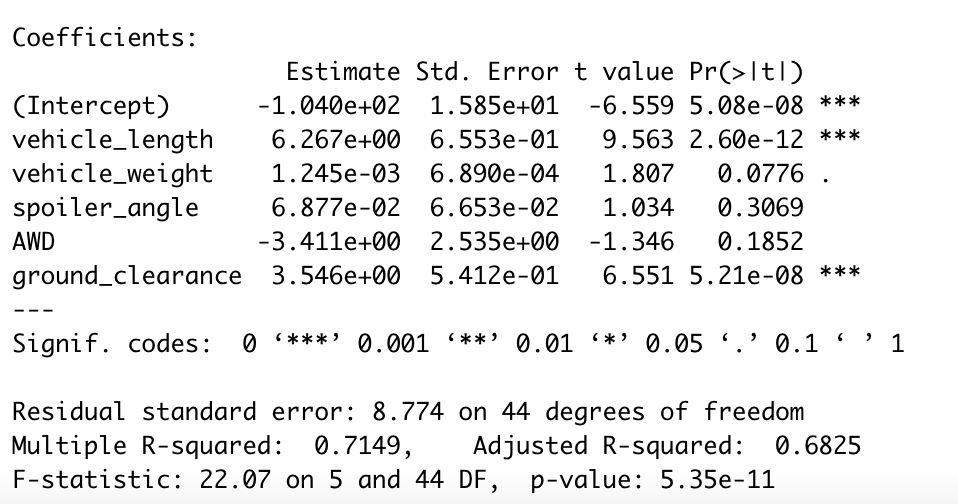 Coefficients:
Estimate Std. Error t value Pr(>|t|)
(Intercept) -1.040e+02 1.585e+01 -6.559 5.08e-08 ***
vehicle_length 6.267e+00 6.553e-01 9.563 2.60e-12 ***
vehicle_weight 1.245e-03 6.890e-04 1.807 0.0776 .
spoiler_angle 6.877e-02 6.653e-02 1.034 0.3069
AWD -3.411e+00 2.535e+00 -1.346 0.1852
ground_clearance 3.546e+00 5.412e-01 6.551 5.21e-08 ***
---
Signif. codes: 0 ‘***’ 0.001 ‘**’ 0.01 ‘*’ 0.05 ‘.’ 0.1 ‘ ’ 1
Residual standard error: 8.774 on 44 degrees of freedom
Multiple R-squared: 0.7149, Adjusted R-squared: 0.6825
F-statistic: 22.07 on 5 and 44 DF, p-value: 5.35e-11